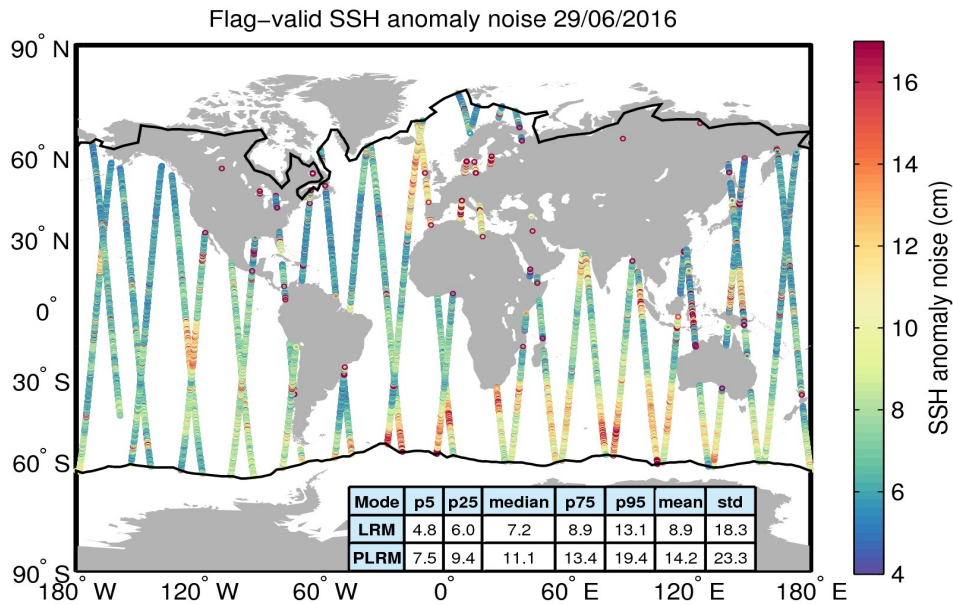 Flag−valid SSH anomaly noise 29/06/2016
90° N
60° N
30° N
0°
30° S
60° S
90° S
180° W
120° W
60° W
0°
60° E
120° E
180° E
Mode p5 p25 median p75 p95 mean std
LRM 4.8 6.0 7.2 8.9 13.1 8.9 18.3
PLRM 7.5 9.4 11.1 13.4 19.4 14.2 23.3
16
14
12
10
8
6
4
SSH anomaly noise (cm)